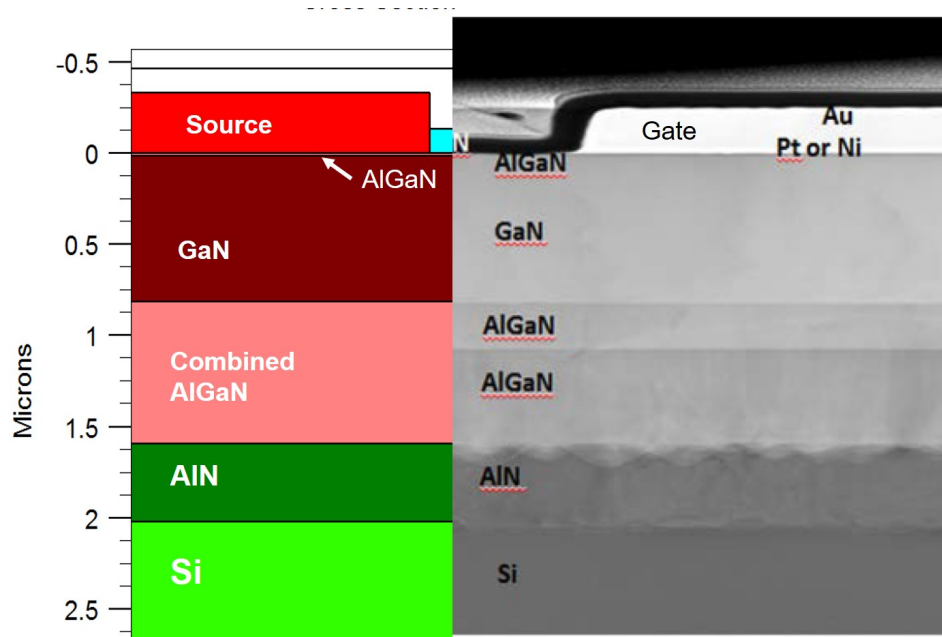 -0.5
0
0.5
1
1.5
2
2.5
Microns
Source
AlGaN
GaN
Combined
AlGaN
AlN
Si
N
Gate
Au
Pt or Ni
AlGaN
GaN
AlGaN
AlGaN
AlN
Si